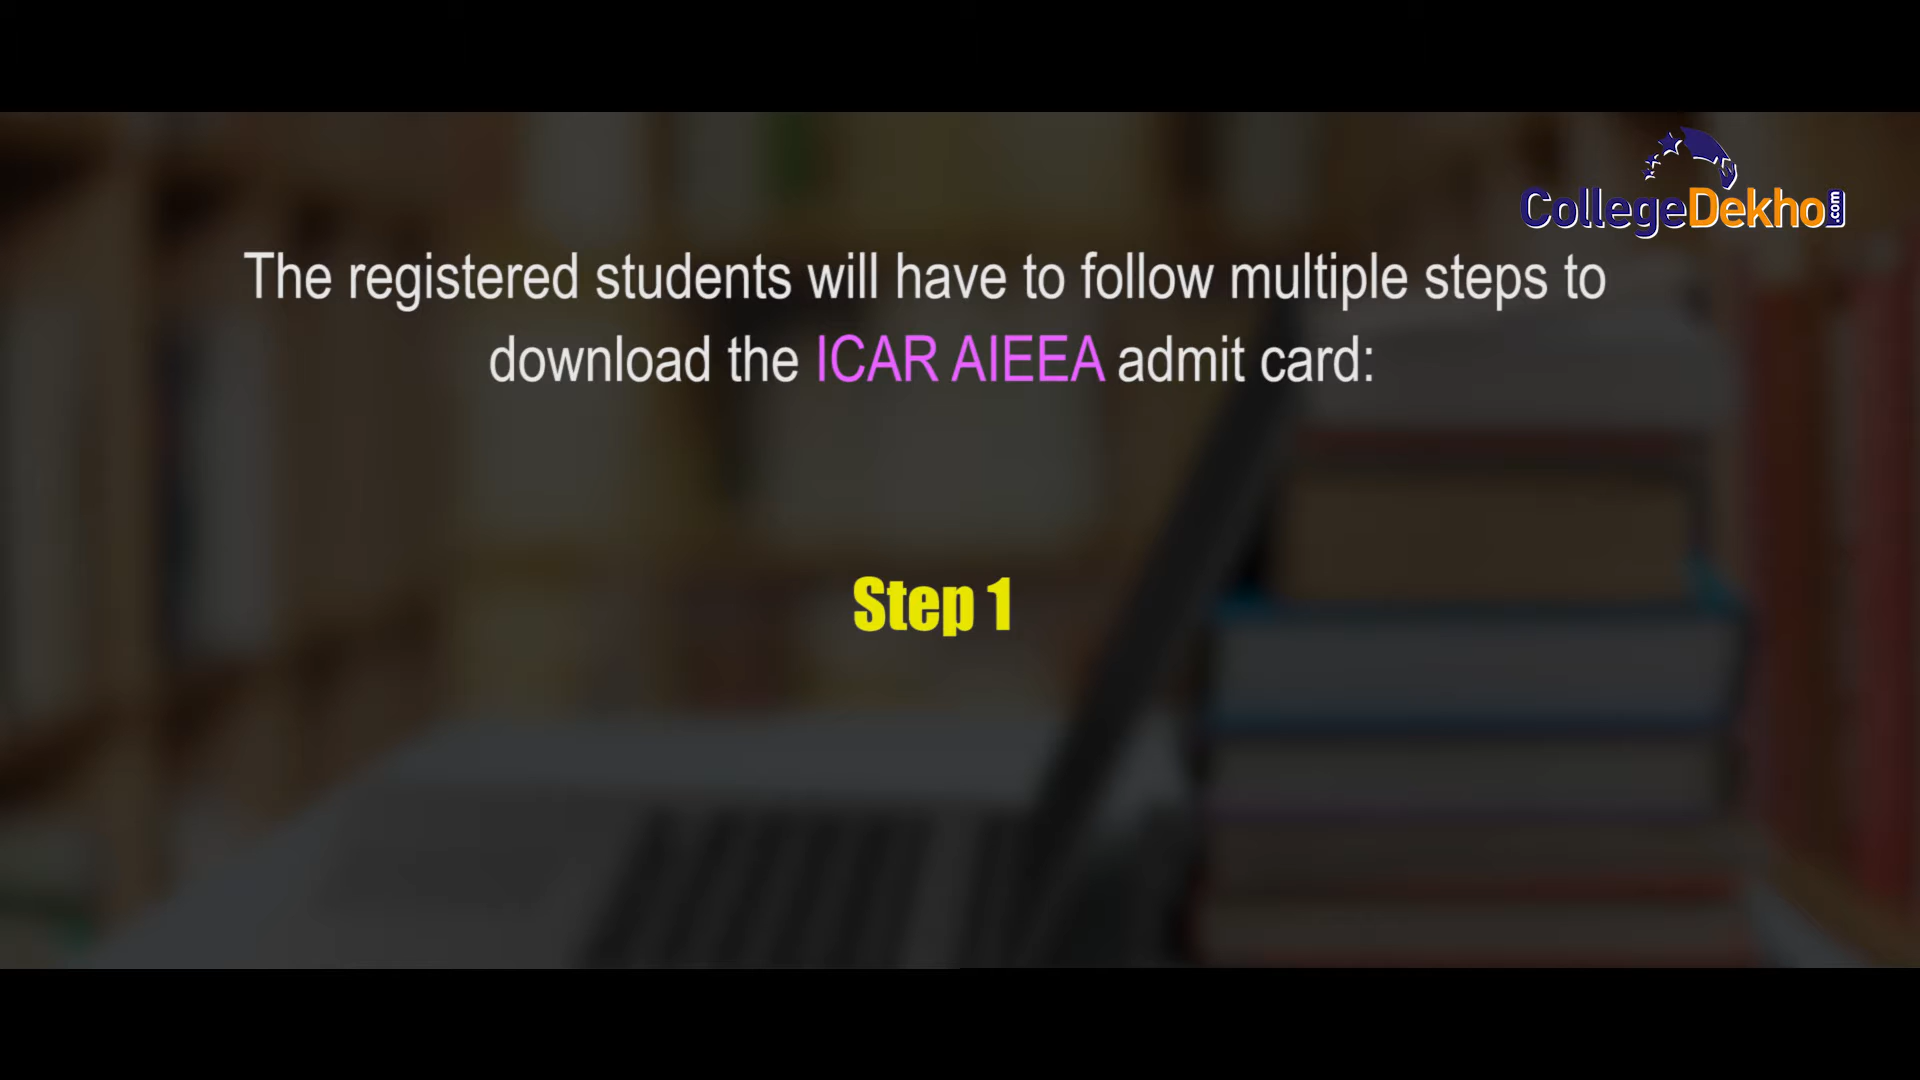 CollegeDekho.com
The registered students will have to follow multiple steps to
download the ICAR AIEEA admit card:
Step 1